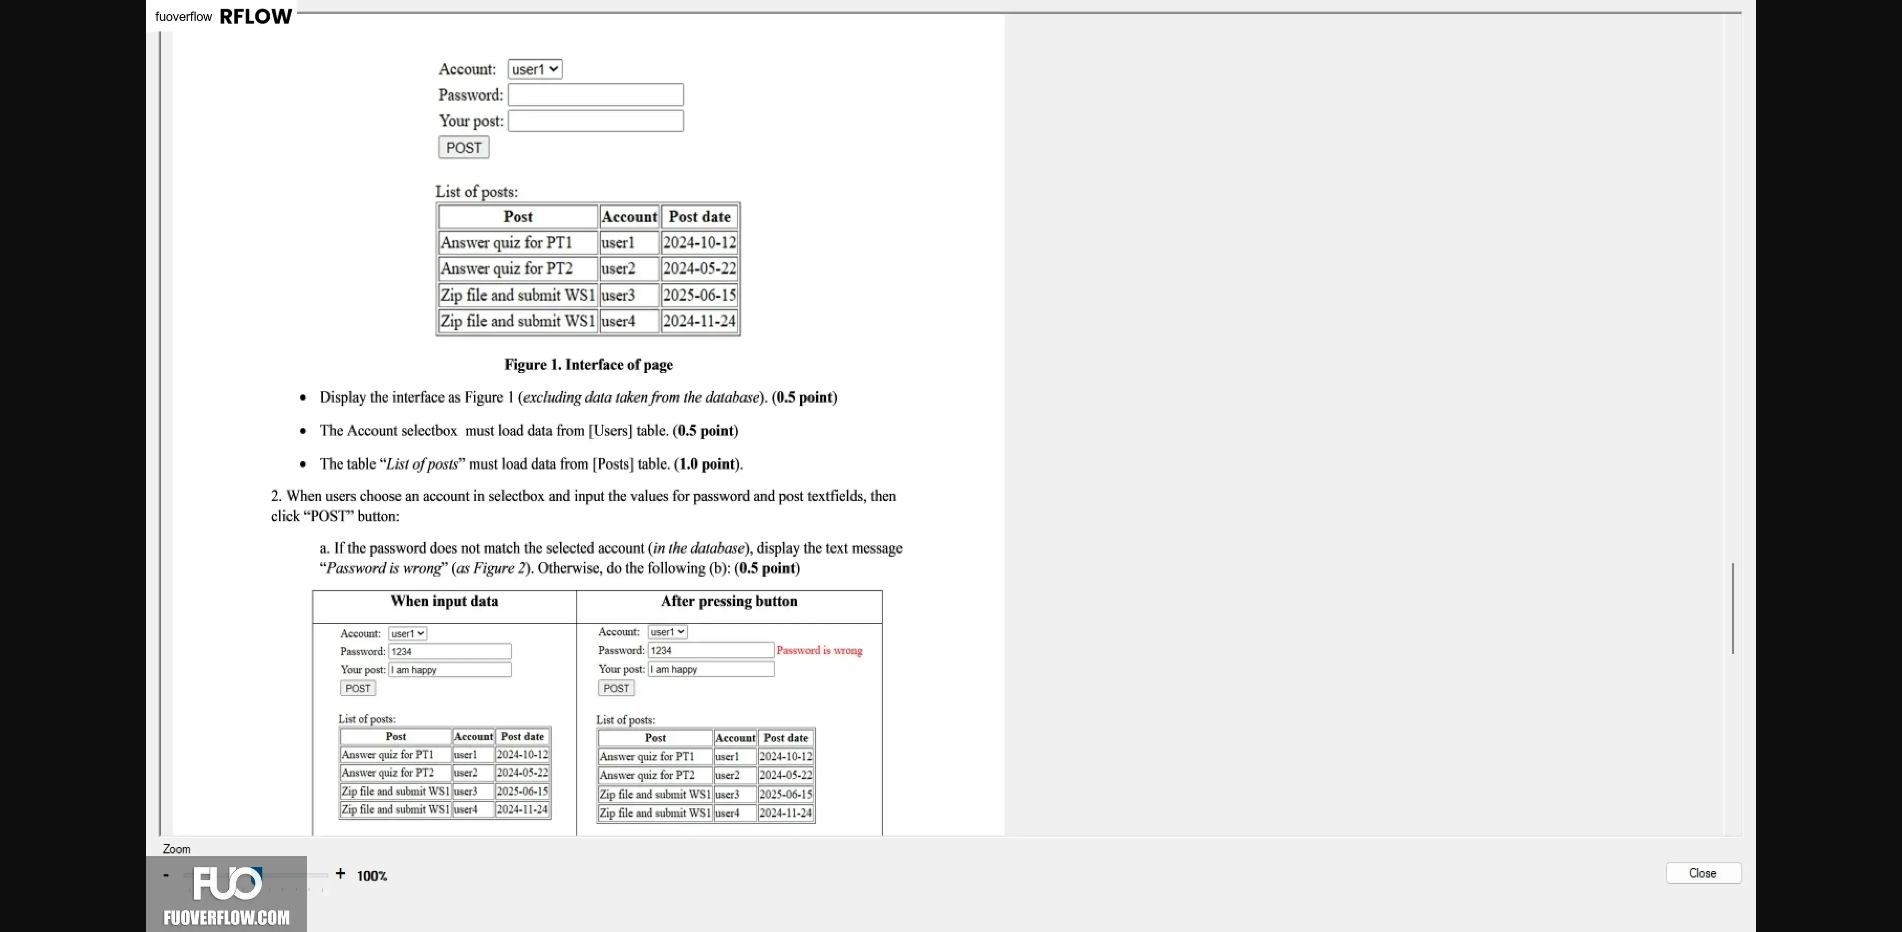 fuoverflow RFLOW
Account: user1
Password:
Your post:
POST
List of posts:
Post Account Post date
Answer quiz for PT1 user1 2024-10-12
Answer quiz for PT2 user2 2024-05-22
Zip file and submit WS1 user3 2025-06-15
Zip file and submit WS1 user4 2024-11-24
Figure 1. Interface of page
• Display the interface as Figure 1 (excluding data taken from the database). (0.5 point)
• The Account selectbox must load data from [Users] table. (0.5 point)
• The table “List of posts” must load data from [Posts] table. (1.0 point).
2. When users choose an account in selectbox and input the values for password and post textfields, then
click “POST” button:
a. If the password does not match the selected account (in the database), display the text message
“Password is wrong” (as Figure 2). Otherwise, do the following (b): (0.5 point)
When input data
Account: user1
Password: 1234
Your post: I am happy
POST
List of posts:
Post Account Post date
Answer quiz for PT1 user1 2024-10-12
Answer quiz for PT2 user2 2024-05-22
Zip file and submit WS1 user3 2025-06-15
Zip file and submit WS1 user4 2024-11-24
After pressing button
Account: user1
Password: 1234 Password is wrong
Your post: I am happy
POST
List of posts:
Post Account Post date
Answer quiz for PT1 user1 2024-10-12
Answer quiz for PT2 user2 2024-05-22
Zip file and submit WS1 user3 2025-06-15
Zip file and submit WS1 user4 2024-11-24
Zoom
- + 100%
Close
FUO
FUOVERFLOW.COM